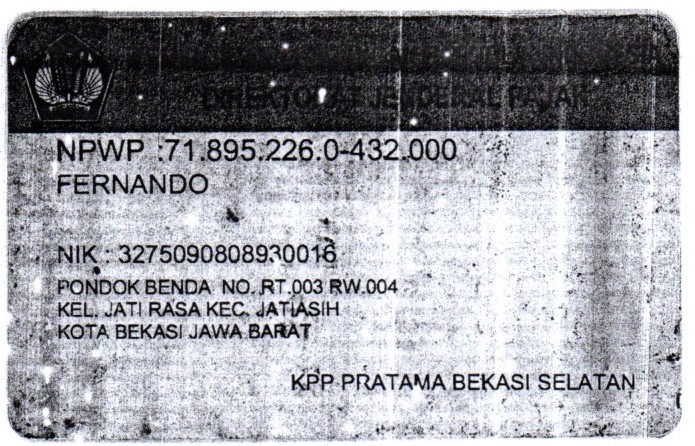 DIREKTORAT JENDERAL PAJAK
NPWP :71.895.226.0-432.000
FERNANDO
NIK : 3275090808930016
PONDOK BENDA NO. RT.003 RW.004
KEL. JATI RASA KEC. JATIASIH
KOTA BEKASI JAWA BARAT
KPP PRATAMA BEKASI SELATAN